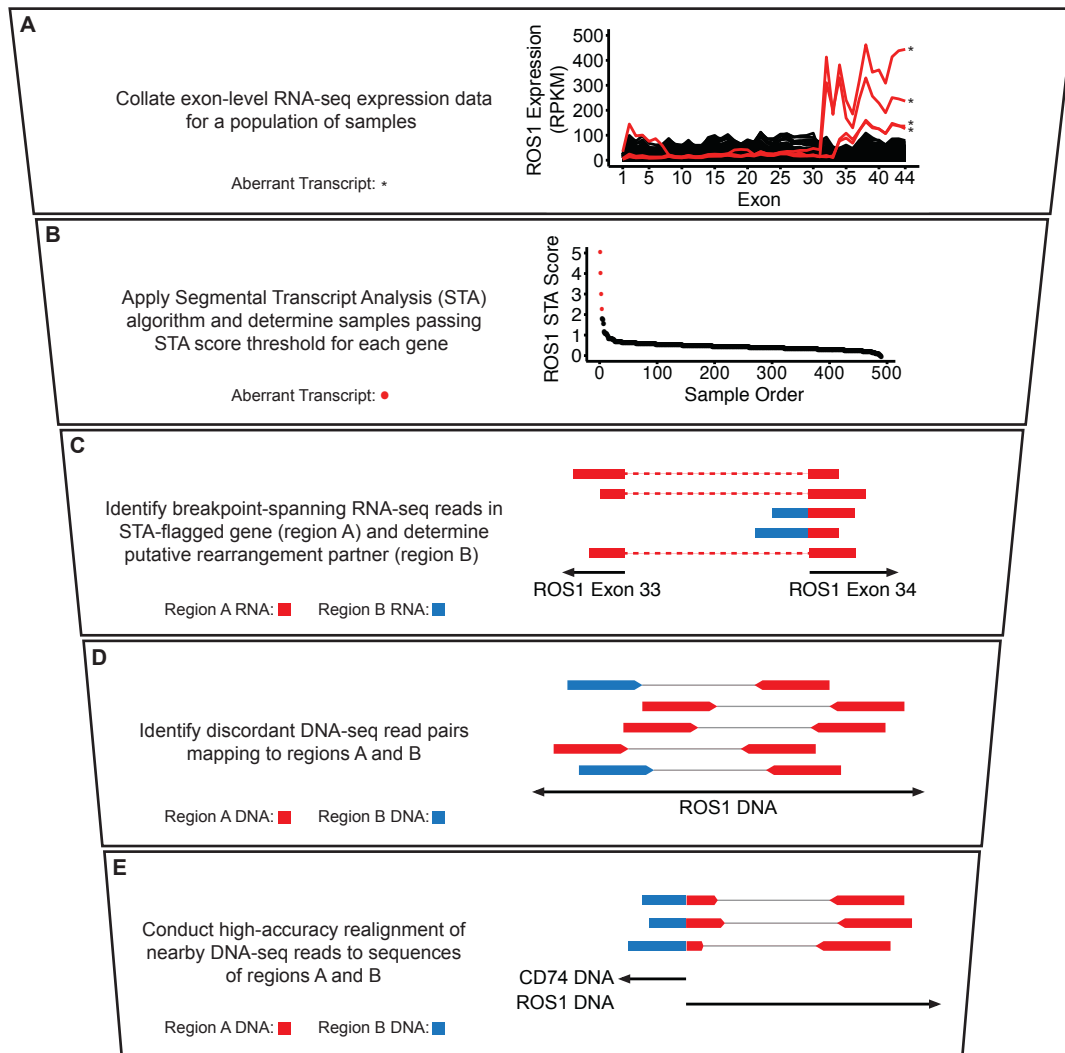 A
Collate exon-level RNA-seq expression data
for a population of samples
Aberrant Transcript: *
ROS1 Expression
(RPKM)
500
400
300
200
100
0
*
*
*
*
1 5 10 15 20 25 30 35 40 44
Exon
B
Apply Segmental Transcript Analysis (STA)
algorithm and determine samples passing
STA score threshold for each gene
Aberrant Transcript:
ROS1 STA Score
5
4
3
2
1
0
0 100 200 300 400 500
Sample Order
C
Identify breakpoint-spanning RNA-seq reads in
STA-flagged gene (region A) and determine
putative rearrangement partner (region B)
Region A RNA: Region B RNA:
ROS1 Exon 33 ROS1 Exon 34
D
Identify discordant DNA-seq read pairs
mapping to regions A and B
Region A DNA: Region B DNA:
ROS1 DNA
E
Conduct high-accuracy realignment of
nearby DNA-seq reads to sequences
of regions A and B
Region A DNA: Region B DNA:
CD74 DNA
ROS1 DNA